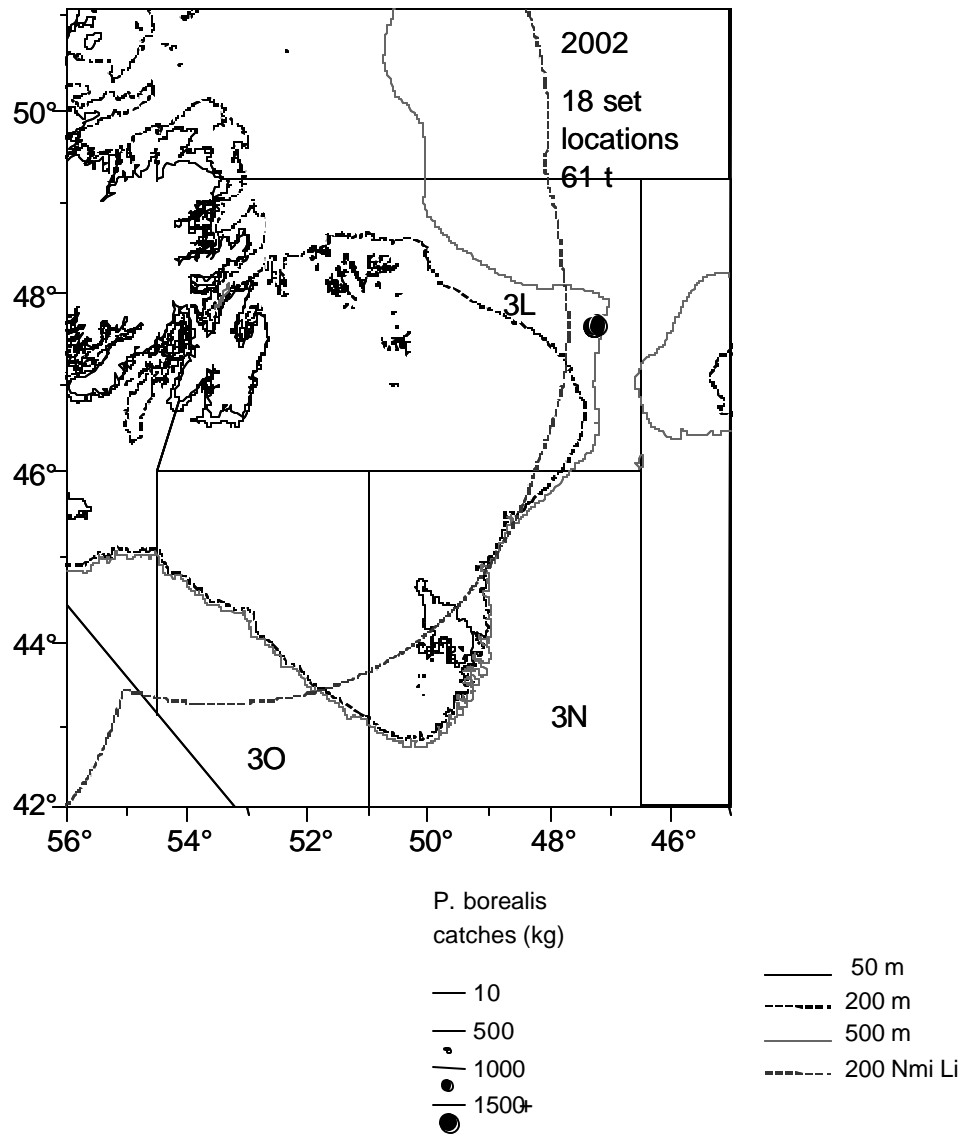 2002
18 set
locations
61 t
50°
48°
3L
46°
44°
3N
3O
42°
56° 54° 52° 50° 48° 46°
P. borealis
catches (kg)
10
500
1000
1500+
50 m
200 m
500 m
200 Nmi Li